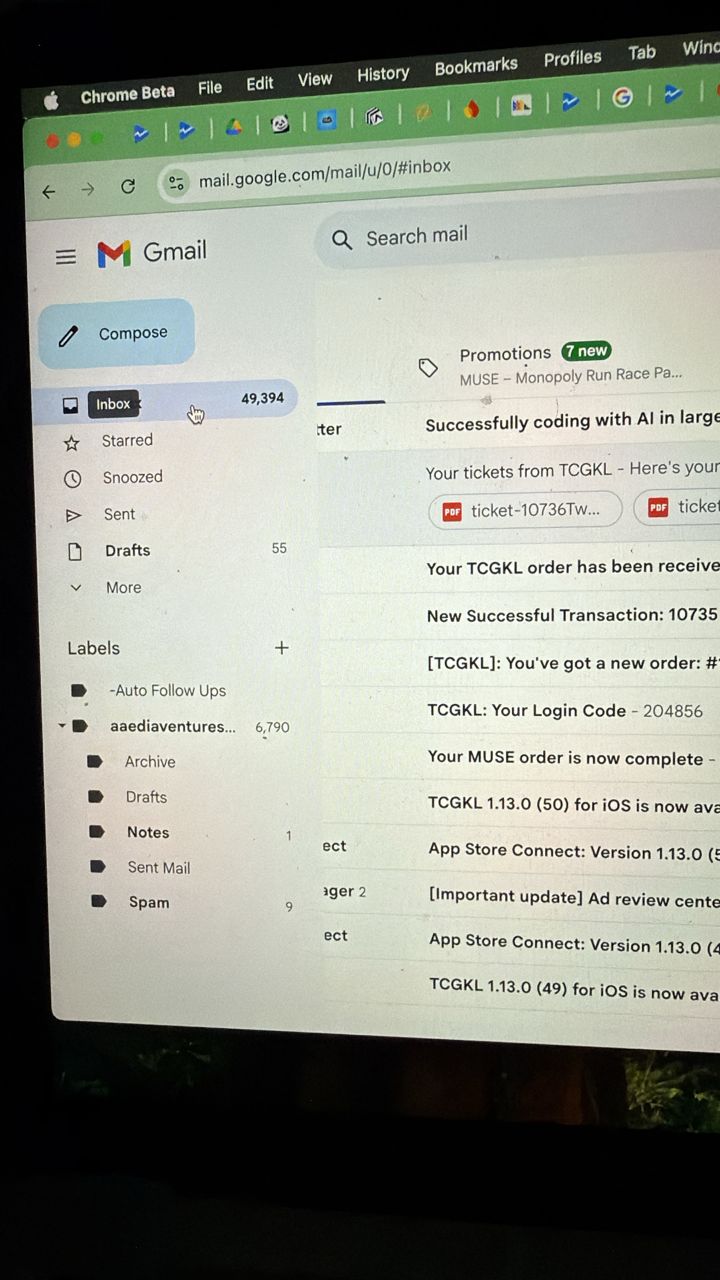 Chrome Beta File Edit View History Bookmarks Profiles Tab
mail.google.com/mail/u/0/#inbox
Gmail
Search mail
Compose
Promotions 7 new
MUSE – Monopoly Run Race Pa...
Inbox 49,394
Starred
Snoozed
Sent
Drafts 55
More
Labels +
-Auto Follow Ups
aaediaventures... 6,790
Archive
Drafts
Notes 1
Sent Mail
Spam 9
tter Successfully coding with AI in large
Your tickets from TCGKL - Here's your
PDF ticket-10736Tw... PDF ticket
Your TCGKL order has been receive
New Successful Transaction: 10735
[TCGKL]: You've got a new order: #
TCGKL: Your Login Code - 204856
Your MUSE order is now complete -
TCGKL 1.13.0 (50) for iOS is now ava
ect App Store Connect: Version 1.13.0 (5
ager 2 [Important update] Ad review cente
ect App Store Connect: Version 1.13.0 (4
TCGKL 1.13.0 (49) for iOS is now ava